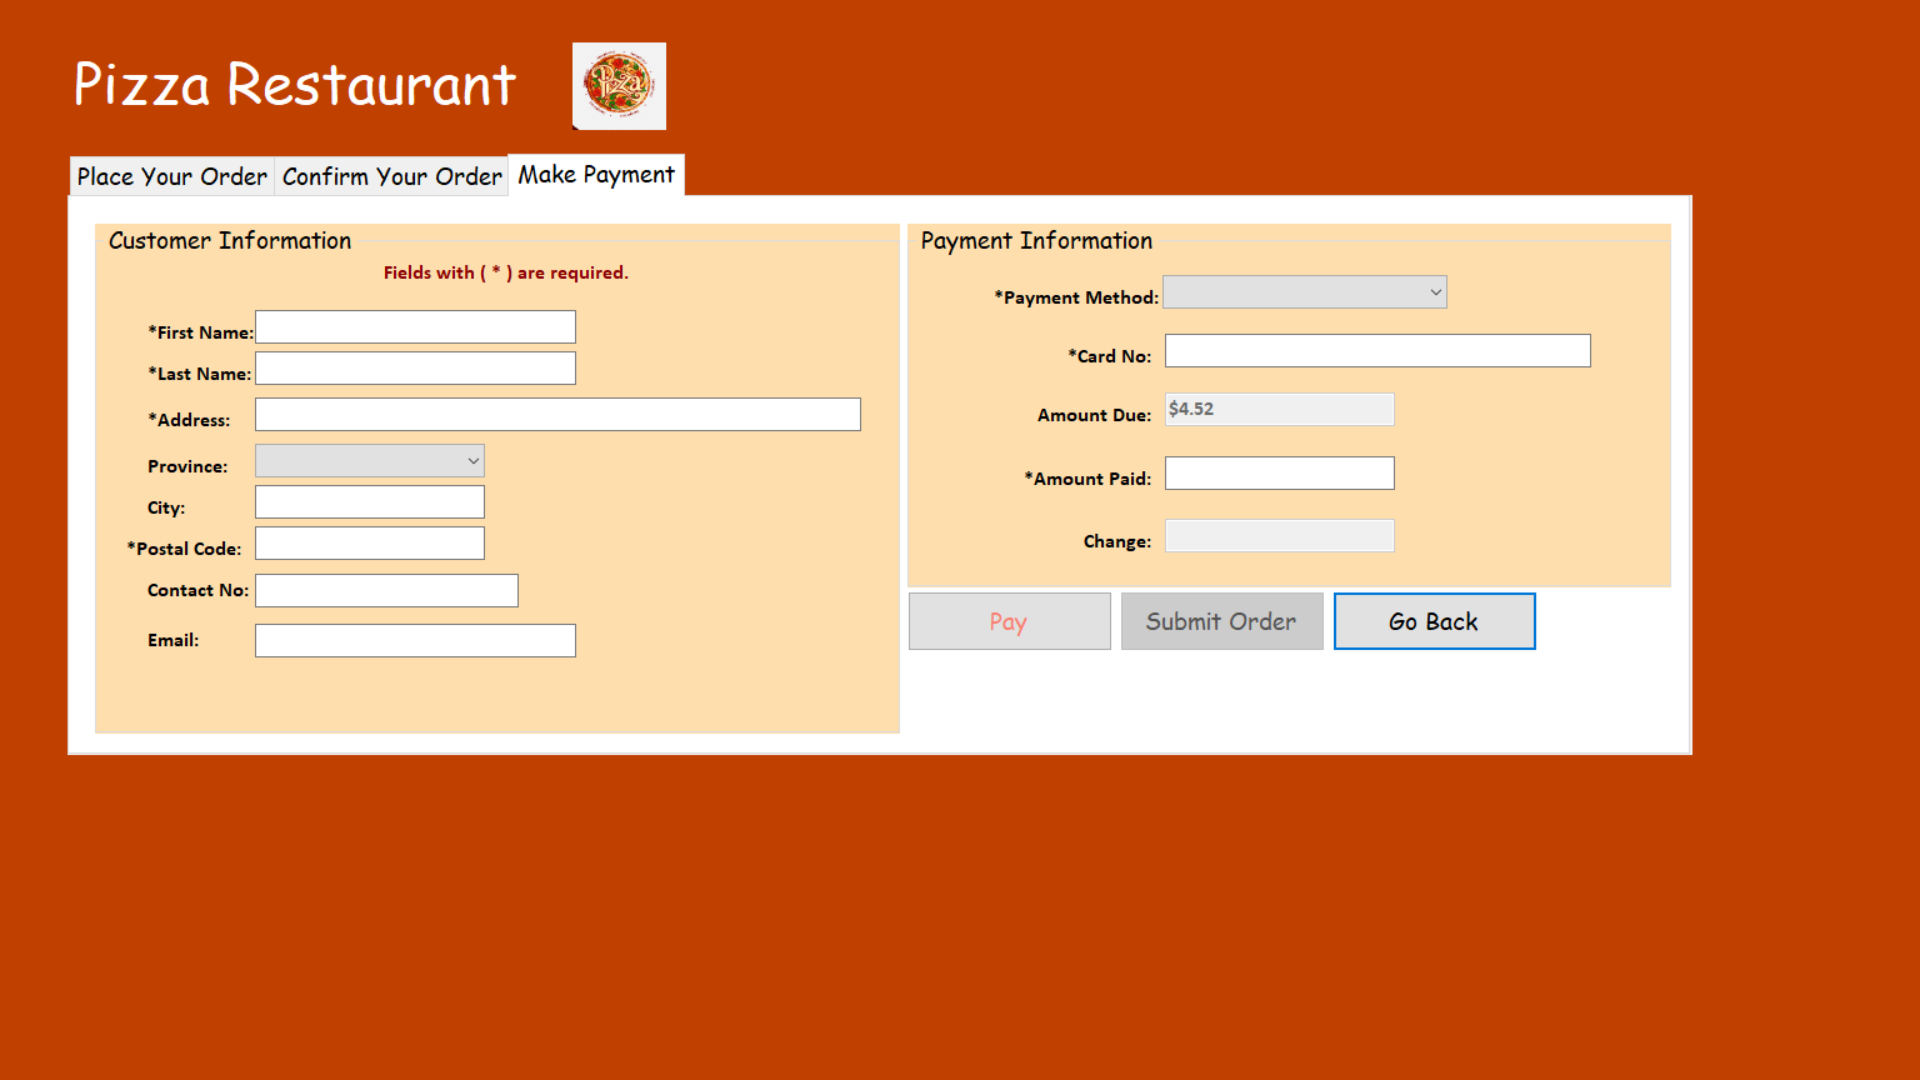 Pizza Restaurant
Pizza
Place Your Order
Confirm Your Order
Make Payment
Customer Information
Fields with ( * ) are required.
*First Name:
*Last Name:
*Address:
Province:
City:
*Postal Code:
Contact No:
Email:
Payment Information
*Payment Method:
*Card No:
Amount Due: $4.52
*Amount Paid:
Change:
Pay
Submit Order
Go Back